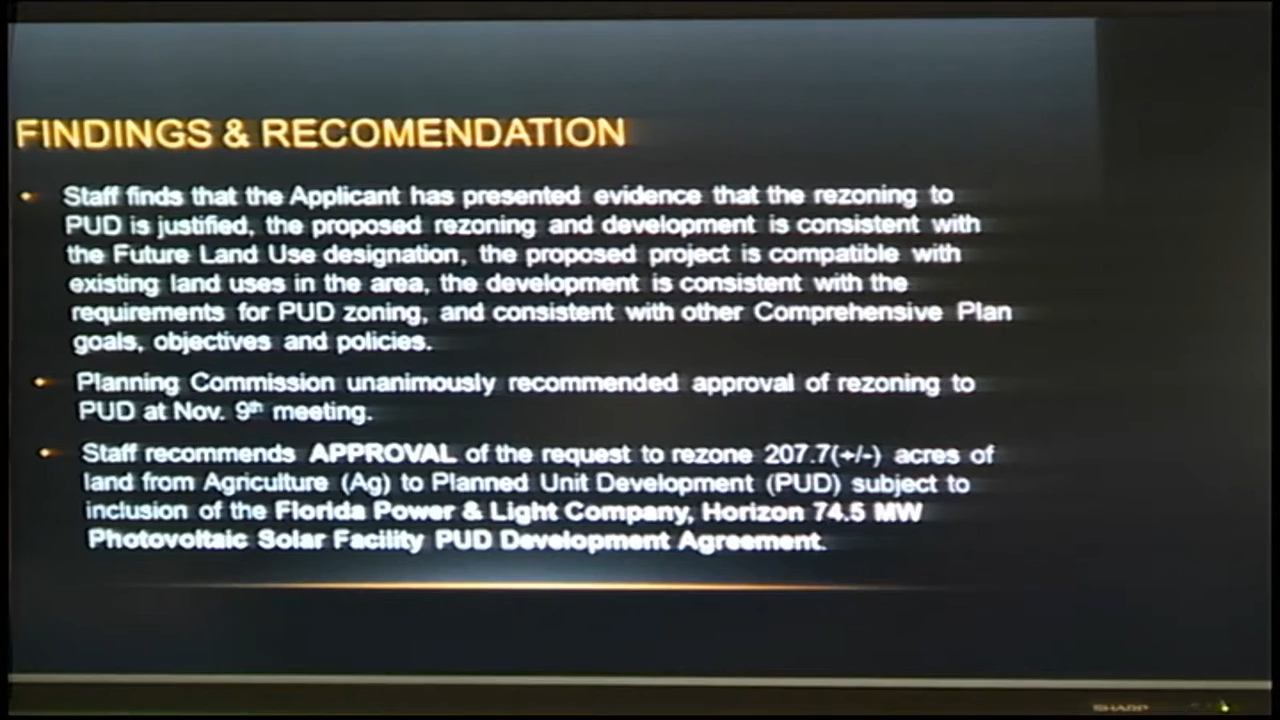 FINDINGS & RECOMENDATION
Staff finds that the Applicant has presented evidence that the rezoning to
PUD is justified, the proposed rezoning and development is consistent with
the Future Land Use designation, the proposed project is compatible with
existing land uses in the area, the development is consistent with the
requirements for PUD zoning, and consistent with other Comprehensive Plan
goals, objectives and policies.
Planning Commission unanimously recommended approval of rezoning to
PUD at Nov. 9th meeting.
Staff recommends APPROVAL of the request to rezone 207.7(+/-) acres of
land from Agriculture (Ag) to Planned Unit Development (PUD) subject to
inclusion of the Florida Power & Light Company, Horizon 74.5 MW
Photovoltaic Solar Facility PUD Development Agreement.
SHARP